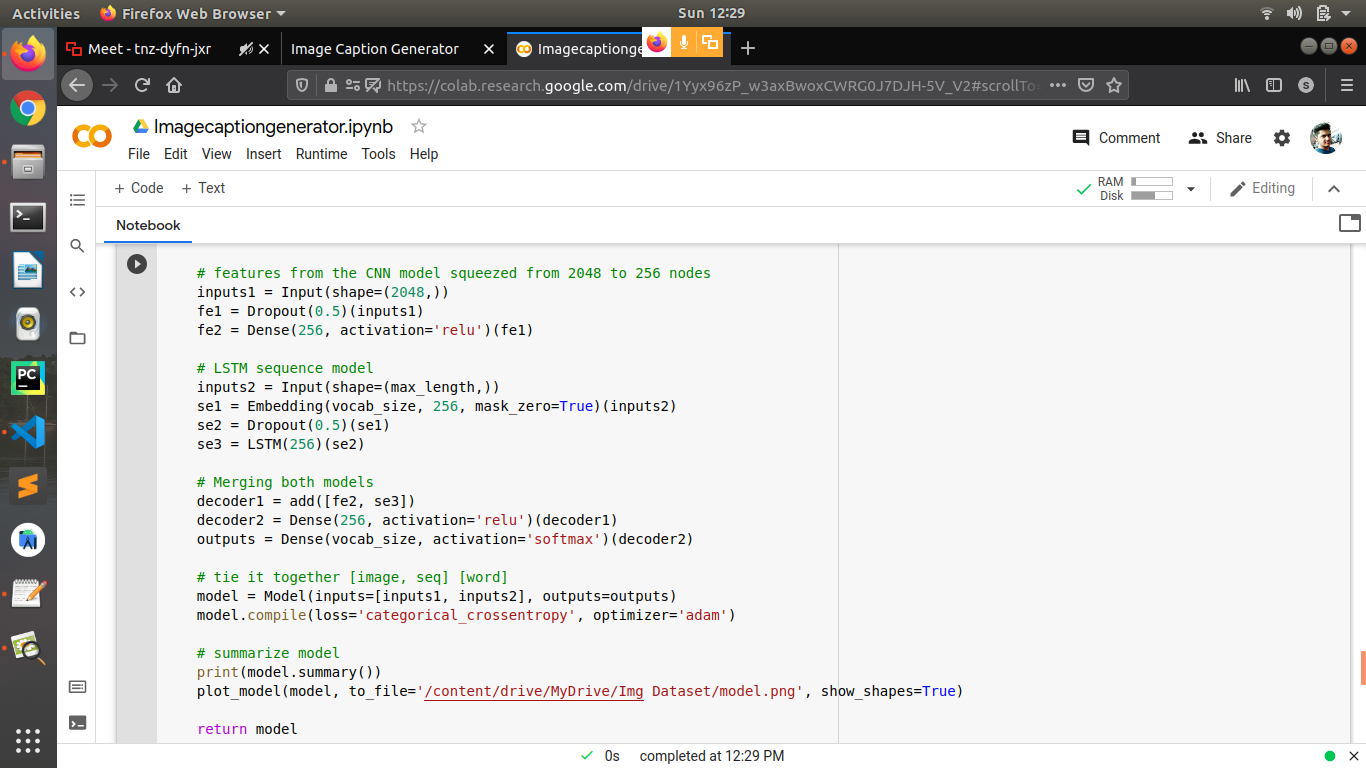 Activities Firefox Web Browser Sun 12:29
Meet - tnz-dyfn-jxr Image Caption Generator Imagecaptionge
https://colab.research.google.com/drive/1Yyx96zP_w3axBwoxCWRG0J7DJH-5V_V2#scrollTo S
Imagecaptiongenerator.ipynb
Comment Share
File Edit View Insert Runtime Tools Help
+ Code + Text RAM Disk Editing
Notebook
# features from the CNN model squeezed from 2048 to 256 nodes
inputs1 = Input(shape=(2048,))
fe1 = Dropout(0.5)(inputs1)
fe2 = Dense(256, activation='relu')(fe1)
# LSTM sequence model
inputs2 = Input(shape=(max_length,))
se1 = Embedding(vocab_size, 256, mask_zero=True)(inputs2)
se2 = Dropout(0.5)(se1)
se3 = LSTM(256)(se2)
# Merging both models
decoder1 = add([fe2, se3])
decoder2 = Dense(256, activation='relu')(decoder1)
outputs = Dense(vocab_size, activation='softmax')(decoder2)
# tie it together [image, seq] [word]
model = Model(inputs=[inputs1, inputs2], outputs=outputs)
model.compile(loss='categorical_crossentropy', optimizer='adam')
# summarize model
print(model.summary())
plot_model(model, to_file='/content/drive/MyDrive/Img Dataset/model.png', show_shapes=True)
return model
0s completed at 12:29 PM
PC